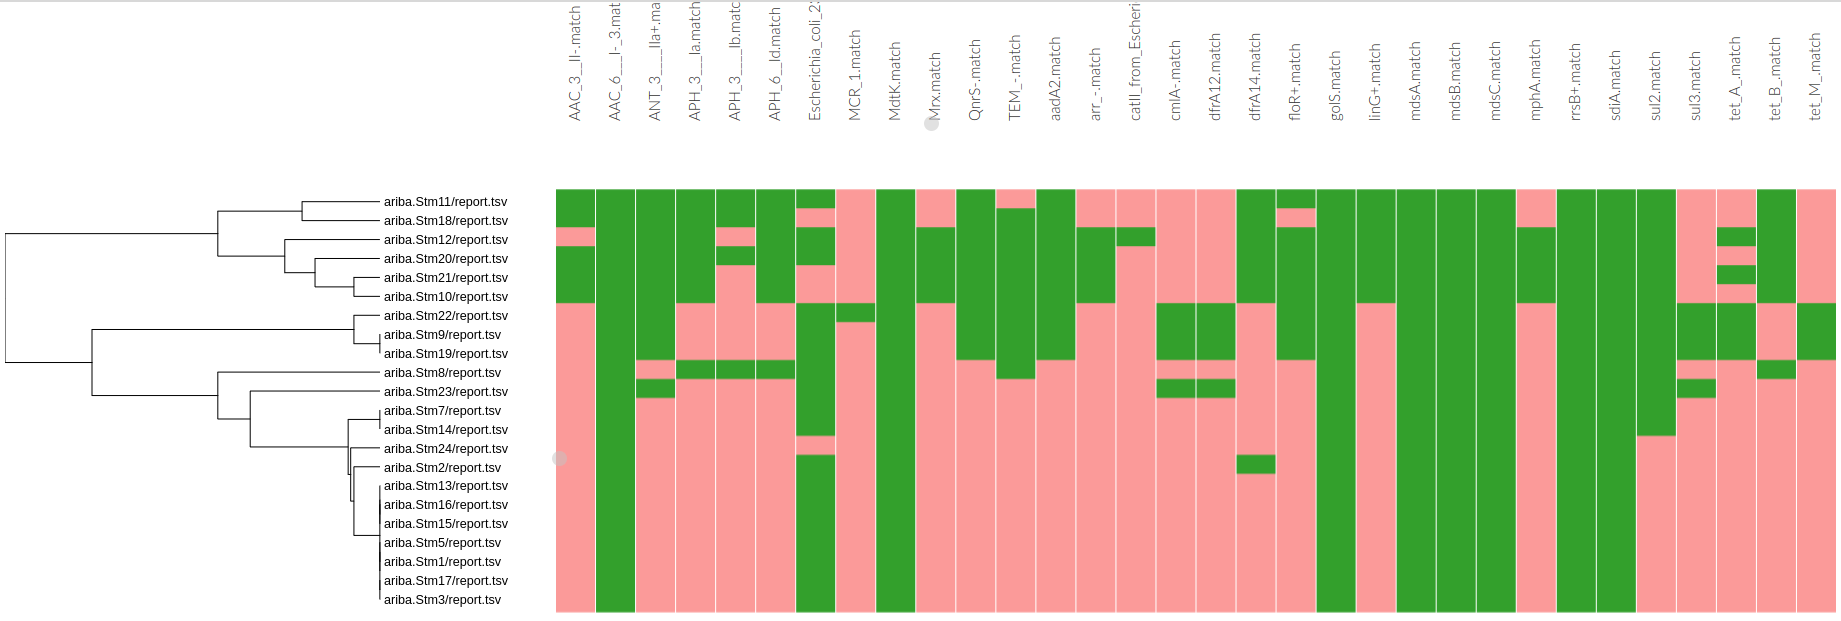 AAC_3__II-.match
AAC_6___I-_3.mat
ANT_3___IIa+.ma
APH_3___Ia.match
APH_3___Ib.matc
APH_6__Id.match
Escherichia_coli_2
MCR_1.match
MdtK.match
Mrx.match
QnrS-.match
TEM_-.match
aadA2.match
arr_-.match
catII_from_Escheri
cmlA-.match
dfrA12.match
dfrA14.match
floR+.match
golS.match
linG+.match
mdsA.match
mdsB.match
mdsC.match
mphA.match
rrsB+.match
sdiA.match
sul2.match
sul3.match
tet_A_.match
tet_B_.match
tet_M_.match
ariba.Stm11/report.tsv
ariba.Stm18/report.tsv
ariba.Stm12/report.tsv
ariba.Stm20/report.tsv
ariba.Stm21/report.tsv
ariba.Stm10/report.tsv
ariba.Stm22/report.tsv
ariba.Stm9/report.tsv
ariba.Stm19/report.tsv
ariba.Stm8/report.tsv
ariba.Stm23/report.tsv
ariba.Stm7/report.tsv
ariba.Stm14/report.tsv
ariba.Stm24/report.tsv
ariba.Stm2/report.tsv
ariba.Stm13/report.tsv
ariba.Stm16/report.tsv
ariba.Stm15/report.tsv
ariba.Stm5/report.tsv
ariba.Stm1/report.tsv
ariba.Stm17/report.tsv
ariba.Stm3/report.tsv